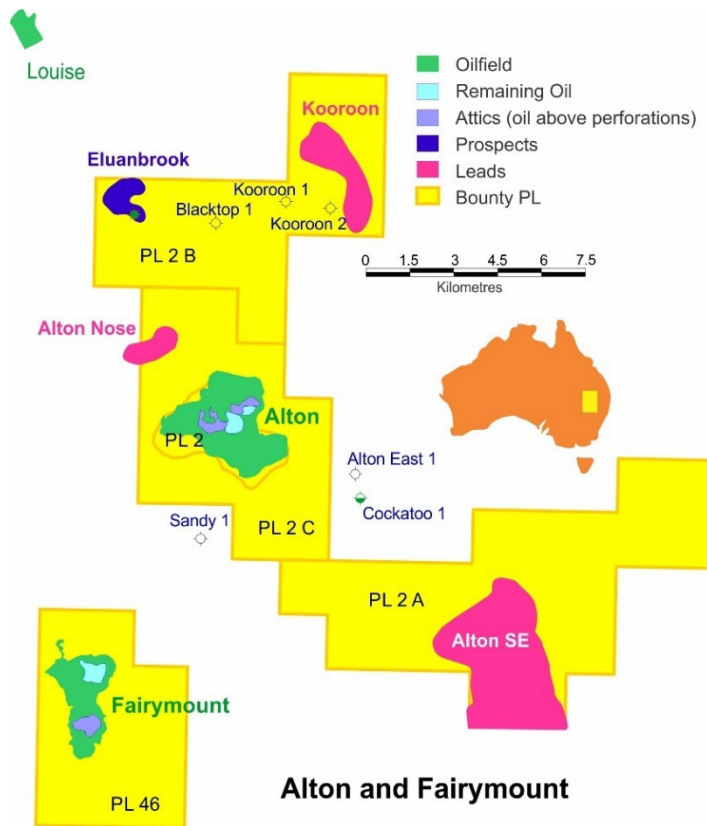 Louise
Oilfield
Remaining Oil
Attics (oil above perforations)
Prospects
Leads
Bounty PL
Kooroon
Eluanbrook
Kooroon 1
Blacktop 1
Kooroon 2
PL 2 B
0 1.5 3 4.5 6 7.5
Kilometres
Alton Nose
Alton
PL 2
Alton East 1
Cockatoo 1
Sandy 1
PL 2 C
PL 2 A
Alton SE
Fairymount
PL 46
Alton and Fairymount